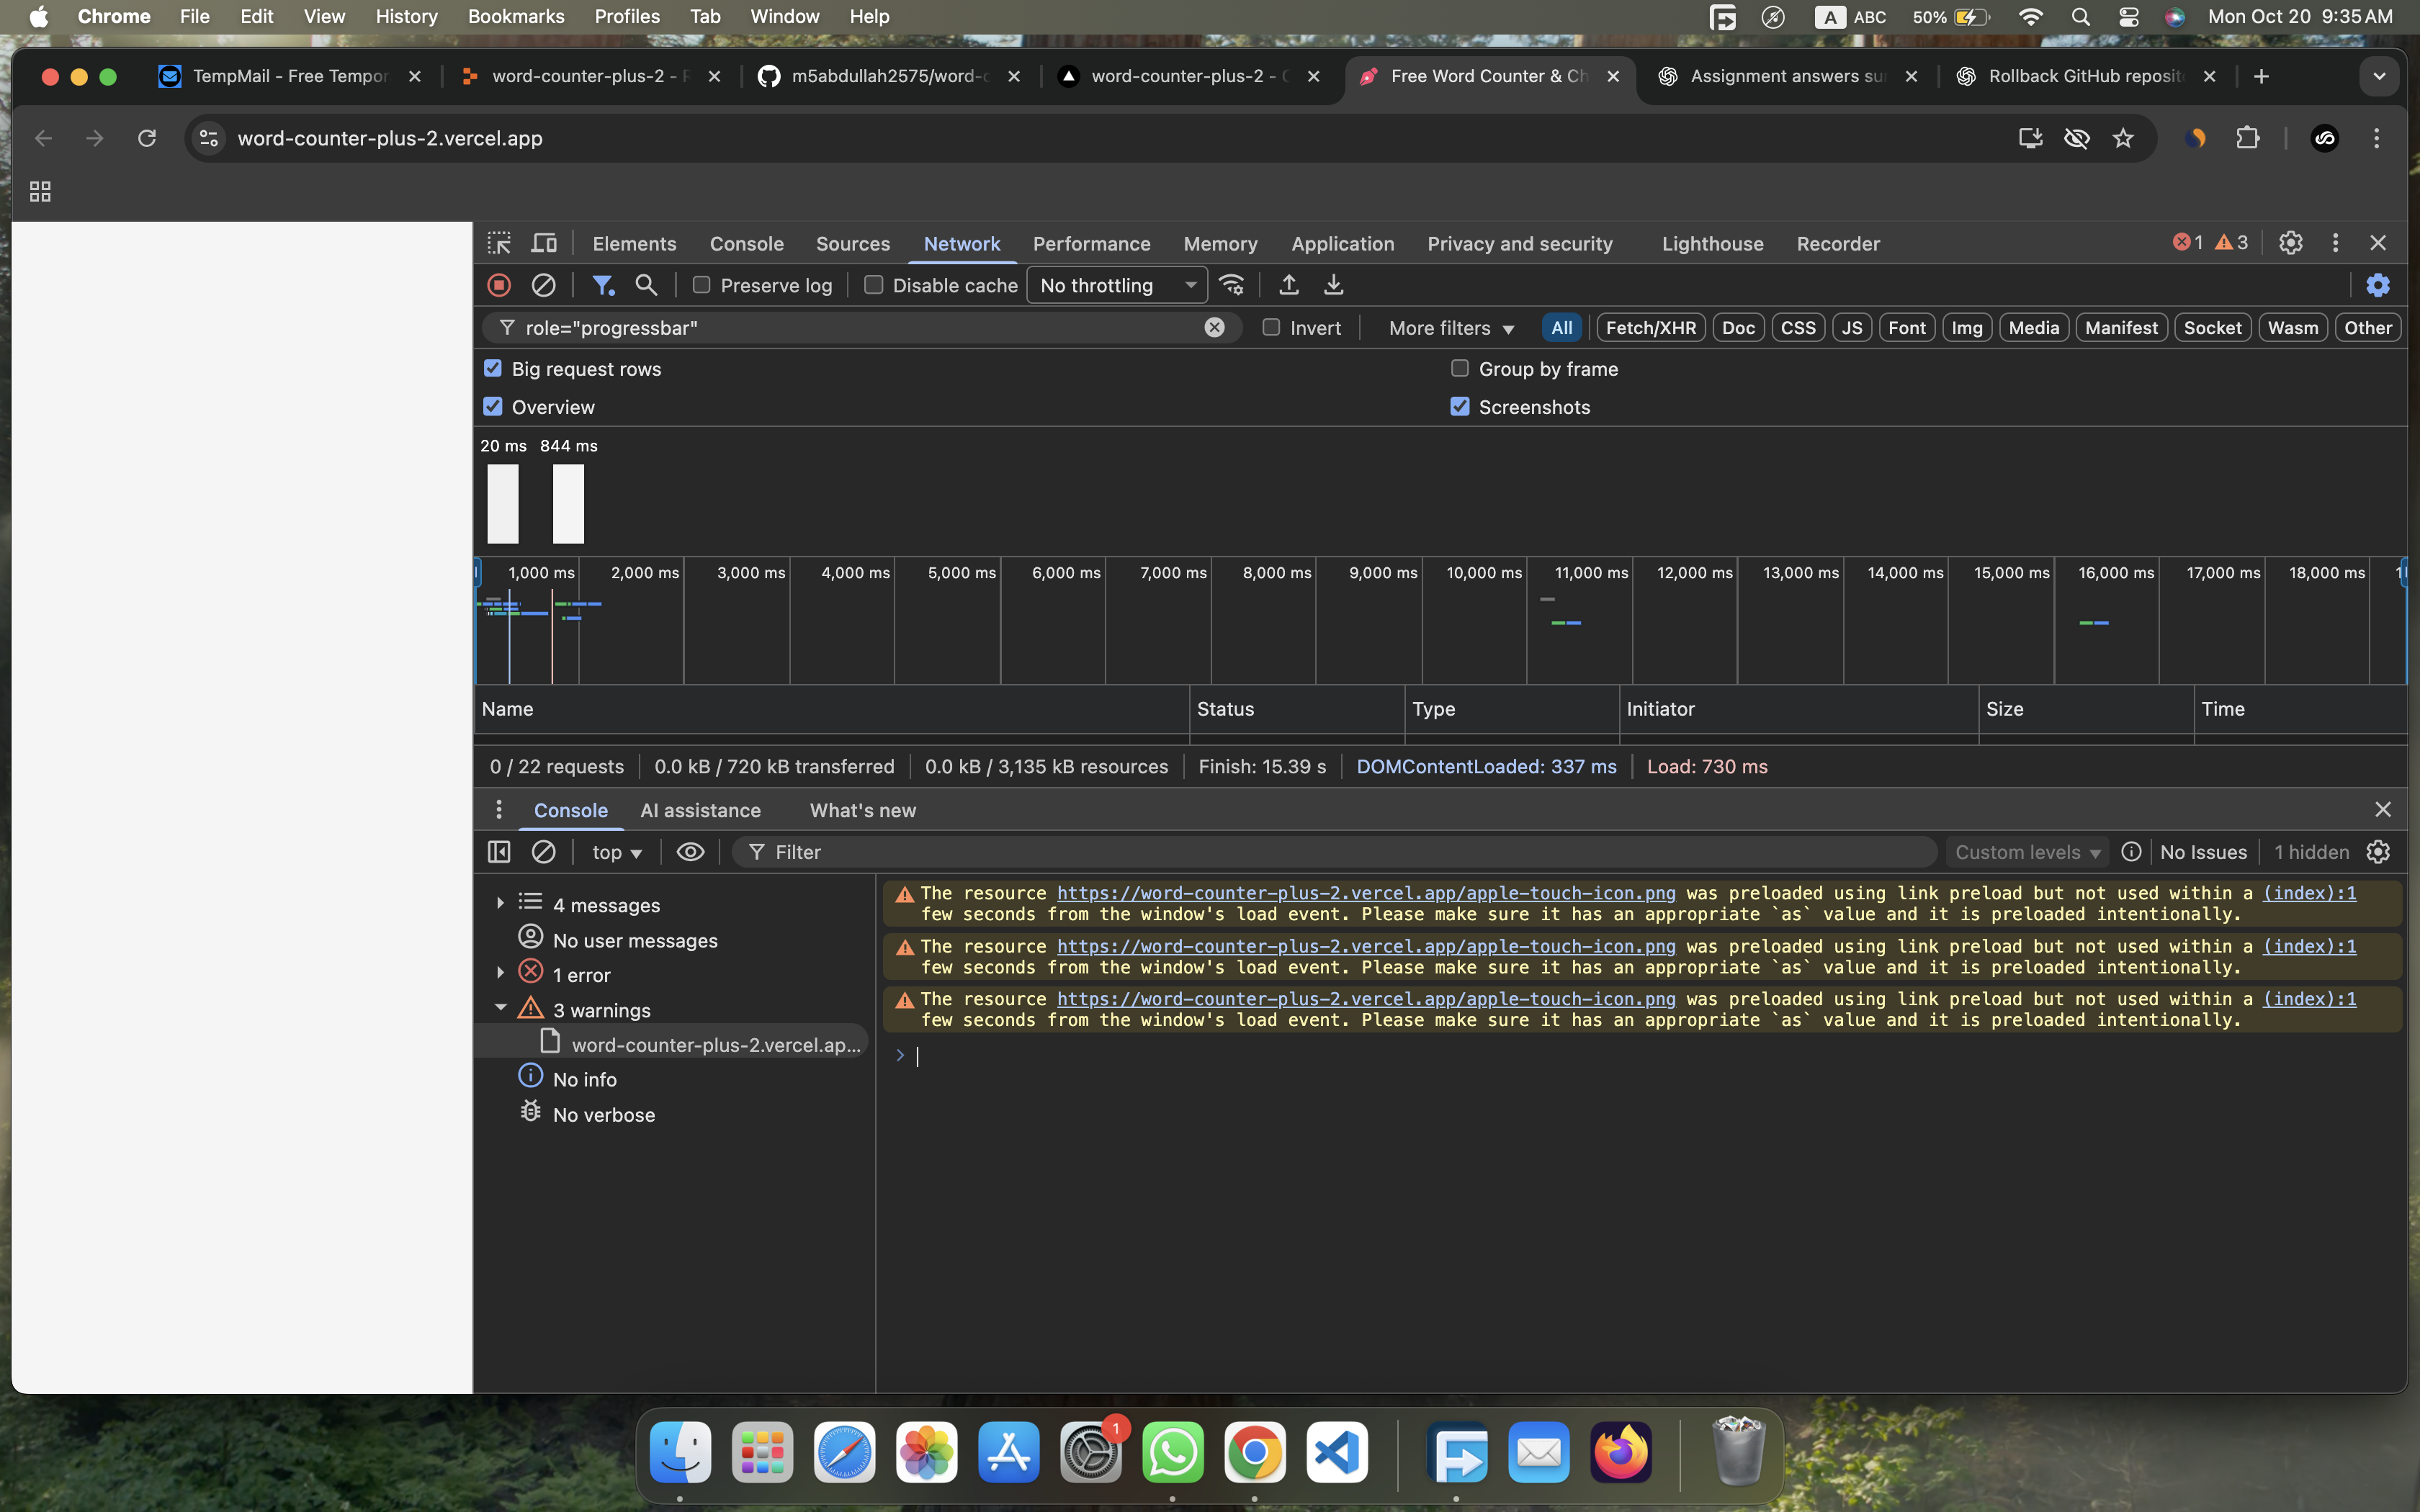 Chrome File Edit View History Bookmarks Profiles Tab Window Help A ABC 50% Mon Oct 20 9:35 AM
TempMail - Free Tempor word-counter-plus-2 - m5abdullah2575/word- word-counter-plus-2 - Free Word Counter & Ch Assignment answers su Rollback GitHub reposit
word-counter-plus-2.vercel.app
Elements Console Sources Network Performance Memory Application Privacy and security Lighthouse Recorder 1 3
Preserve log Disable cache No throttling
role="progressbar" Invert More filters All Fetch/XHR Doc CSS JS Font Img Media Manifest Socket Wasm Other
Big request rows Group by frame
Overview Screenshots
20 ms 844 ms
1,000 ms 2,000 ms 3,000 ms 4,000 ms 5,000 ms 6,000 ms 7,000 ms 8,000 ms 9,000 ms 10,000 ms 11,000 ms 12,000 ms 13,000 ms 14,000 ms 15,000 ms 16,000 ms 17,000 ms 18,000 ms
Name Status Type Initiator Size Time
0 / 22 requests 0.0 kB / 720 kB transferred 0.0 kB / 3,135 kB resources Finish: 15.39 s DOMContentLoaded: 337 ms Load: 730 ms
Console AI assistance What's new
top Filter Custom levels No Issues 1 hidden
4 messages
No user messages
1 error
3 warnings
word-counter-plus-2.vercel.ap...
No info
No verbose
The resource https://word-counter-plus-2.vercel.app/apple-touch-icon.png was preloaded using link preload but not used within a (index):1
few seconds from the window's load event. Please make sure it has an appropriate `as` value and it is preloaded intentionally.
The resource https://word-counter-plus-2.vercel.app/apple-touch-icon.png was preloaded using link preload but not used within a (index):1
few seconds from the window's load event. Please make sure it has an appropriate `as` value and it is preloaded intentionally.
The resource https://word-counter-plus-2.vercel.app/apple-touch-icon.png was preloaded using link preload but not used within a (index):1
few seconds from the window's load event. Please make sure it has an appropriate `as` value and it is preloaded intentionally.
1